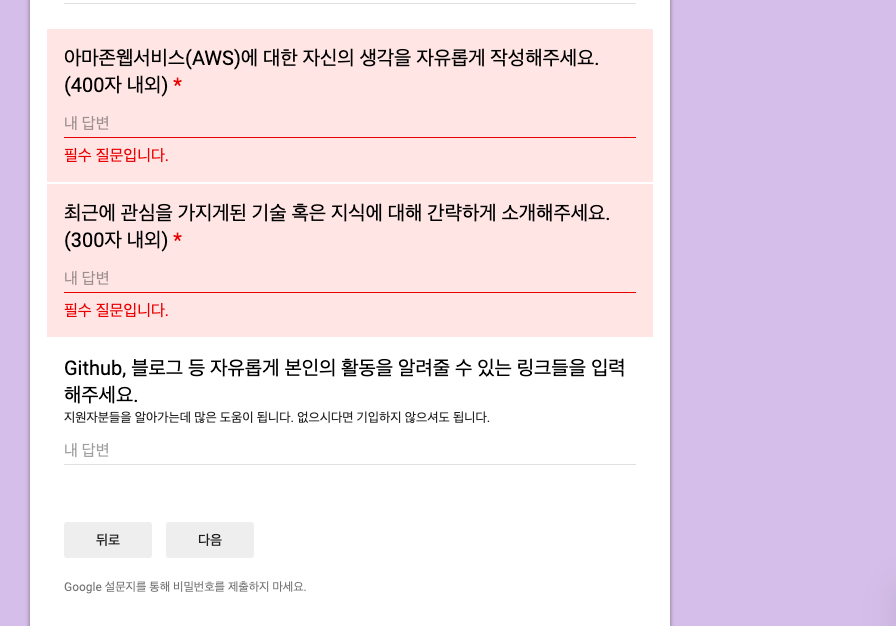 아마존웹서비스(AWS)에 대한 자신의 생각을 자유롭게 작성해주세요.
(400자 내외) *
내 답변
필수 질문입니다.
최근에 관심을 가지게된 기술 혹은 지식에 대해 간략하게 소개해주세요.
(300자 내외) *
내 답변
필수 질문입니다.
Github, 블로그 등 자유롭게 본인의 활동을 알려줄 수 있는 링크들을 입력
해주세요.
지원자분들을 알아가는데 많은 도움이 됩니다. 없으시다면 기입하지 않으셔도 됩니다.
내 답변
뒤로 다음
Google 설문지를 통해 비밀번호를 제출하지 마세요.